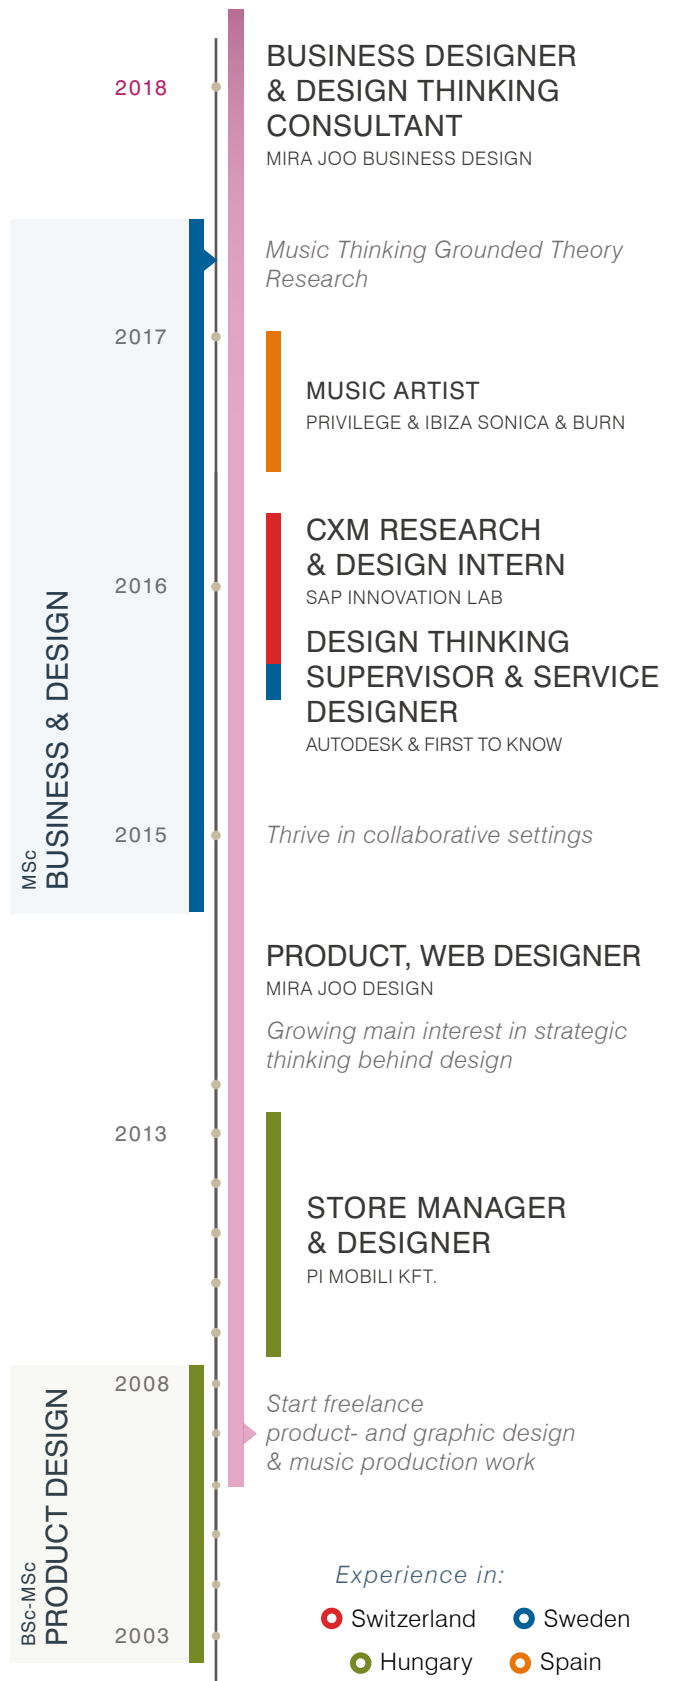 2018
BUSINESS DESIGNER
& DESIGN THINKING
CONSULTANT
MIRA JOO BUSINESS DESIGN
Music Thinking Grounded Theory
Research
2017
MUSIC ARTIST
PRIVILEGE & IBIZA SONICA & BURN
CXM RESEARCH
& DESIGN INTERN
SAP INNOVATION LAB
2016
DESIGN THINKING
SUPERVISOR & SERVICE
DESIGNER
AUTODESK & FIRST TO KNOW
MSc
BUSINESS & DESIGN
2015
Thrive in collaborative settings
PRODUCT, WEB DESIGNER
MIRA JOO DESIGN
Growing main interest in strategic
thinking behind design
2013
STORE MANAGER
& DESIGNER
PI MOBILI KFT.
2008
Start freelance
product- and graphic design
& music production work
BSc-MSc
PRODUCT DESIGN
2003
Experience in:
Switzerland
Sweden
Hungary
Spain